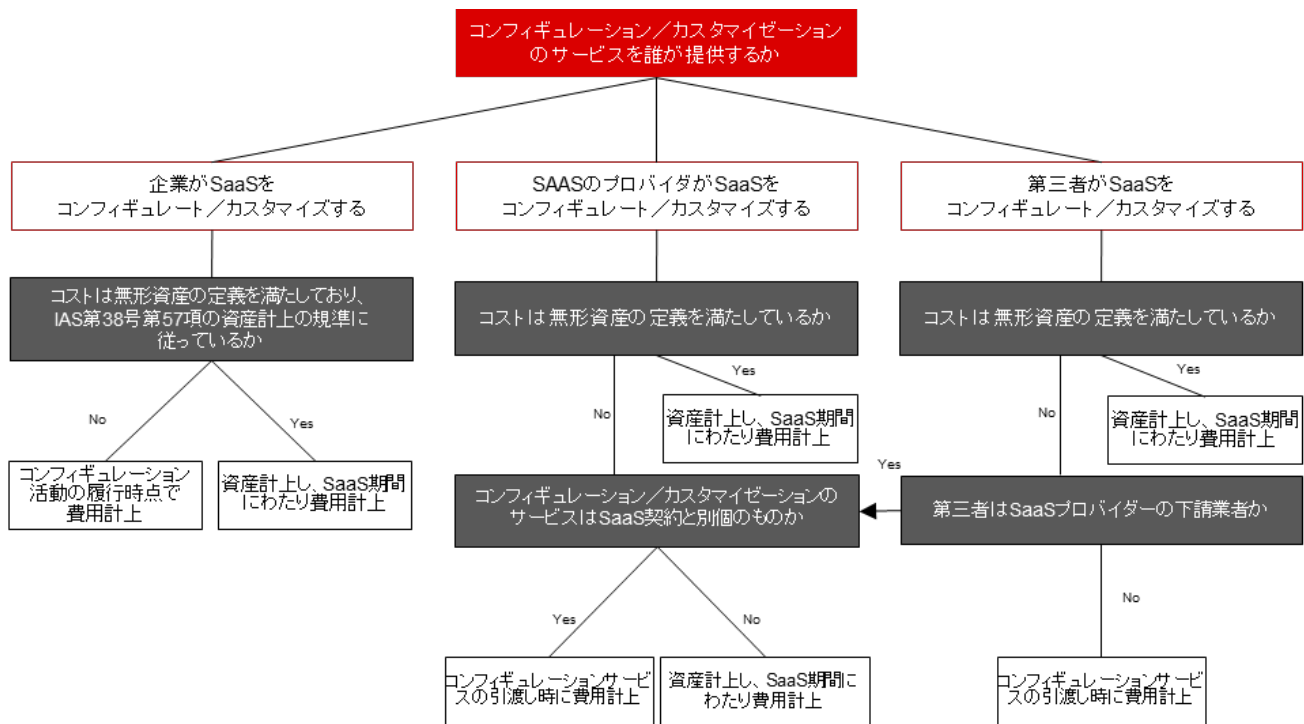 コンフィギュレーション／カスタマイゼーション
のサービスを誰が提供するか
企業がSaaSを
コンフィギュレート／カスタマイズする
SAASのプロバイダがSaaSを
コンフィギュレート／カスタマイズする
第三者がSaaSを
コンフィギュレート／カスタマイズする
コストは無形資産の定義を満たしており、
IAS第38号第57項の資産計上の規準に
従っているか
コストは無形資産の定義を満たしているか
コストは無形資産の定義を満たしているか
No
Yes
コンフィギュレーション
活動の履行時点で
費用計上
資産計上し、SaaS期間
にわたり費用計上
No
Yes
資産計上し、SaaS期間
にわたり費用計上
No
Yes
資産計上し、SaaS期間
にわたり費用計上
コンフィギュレーション／カスタマイゼーションの
サービスはSaaS契約と別個のものか
Yes
第三者はSaaSプロバイダーの下請業者か
Yes
No
No
コンフィギュレーションサービ
スの引渡し時に費用計上
資産計上し、SaaS期間に
わたり費用計上
コンフィギュレーションサービ
スの引渡し時に費用計上